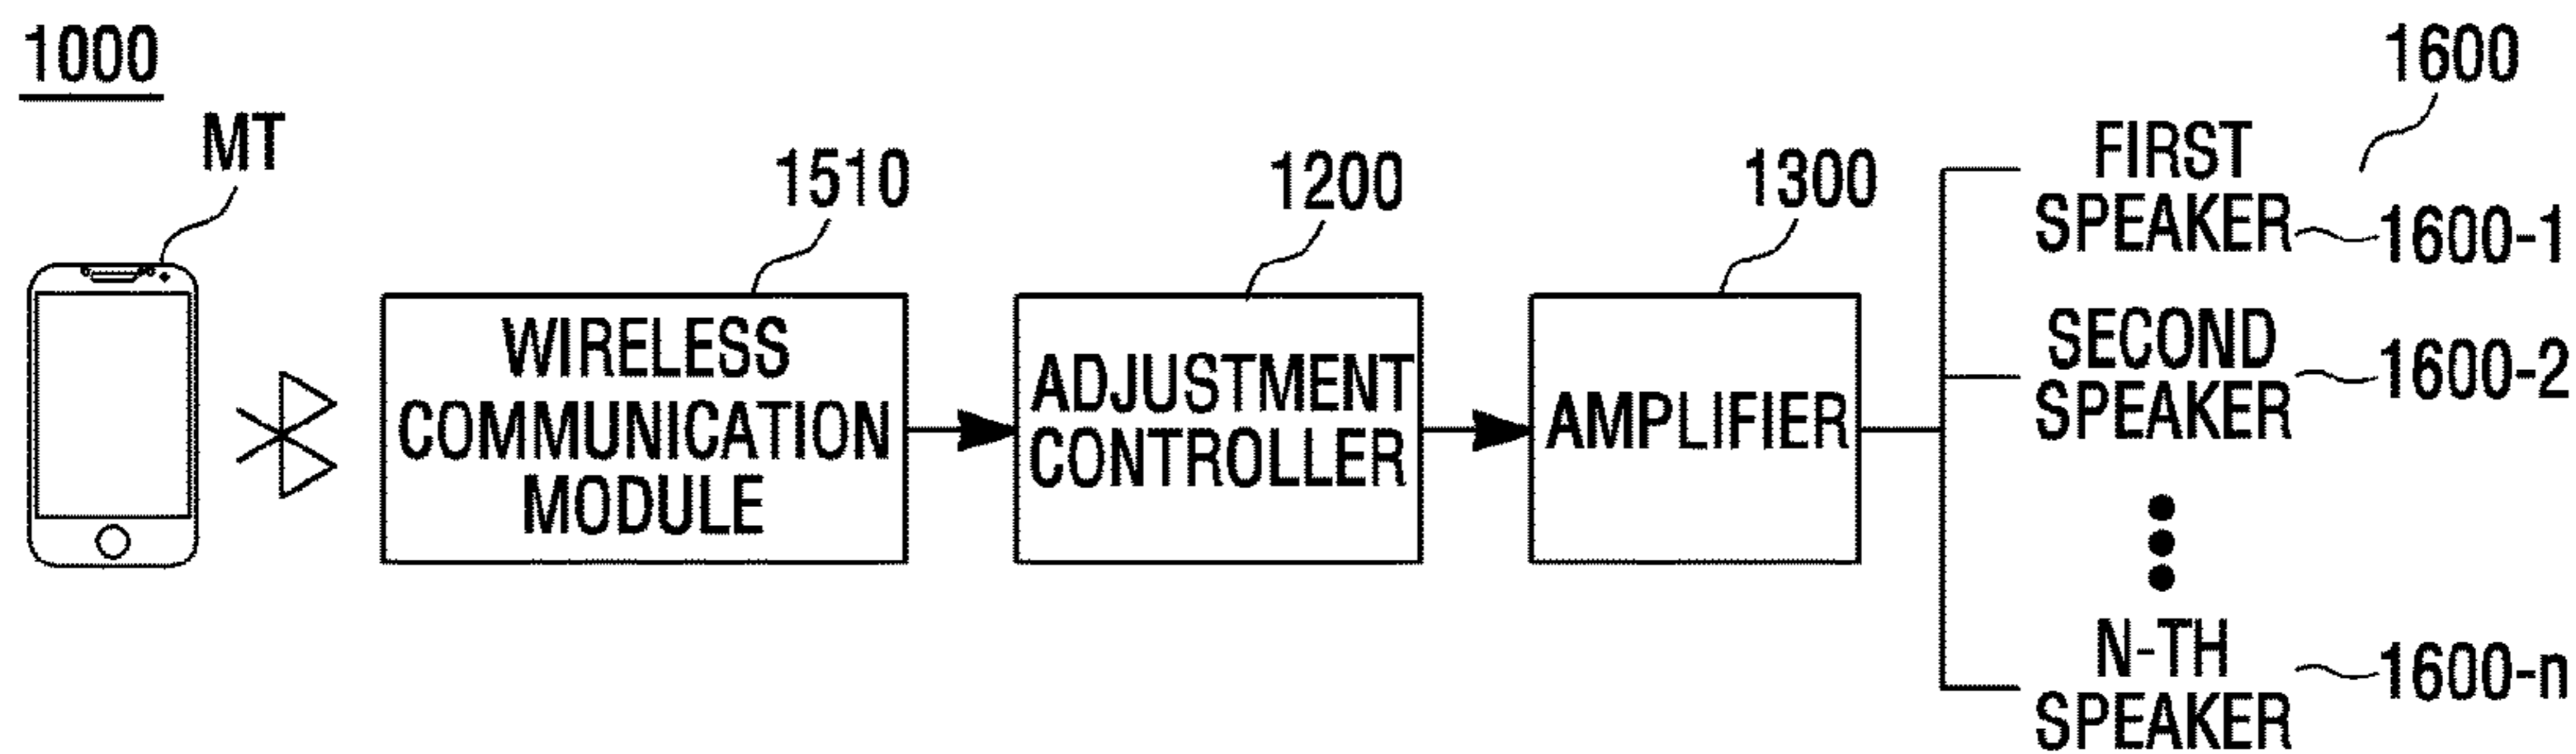 1000
MT
1510
WIRELESS
COMMUNICATION
MODULE
1200
ADJUSTMENT
CONTROLLER
1300
AMPLIFIER
1600
FIRST
SPEAKER
1600-1
SECOND
SPEAKER
1600-2
N-TH
SPEAKER
1600-n